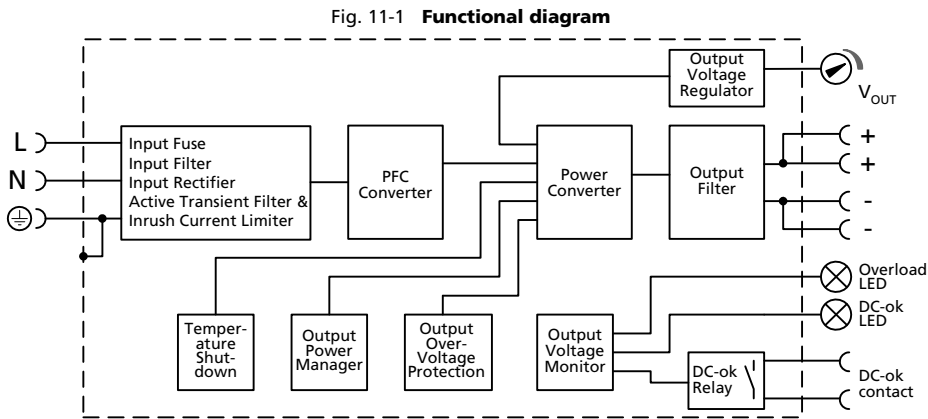 Fig. 11-1 Functional diagram
Output
Voltage
Regulator
VOUT
L
N
Input Fuse
Input Filter
Input Rectifier
Active Transient Filter &
Inrush Current Limiter
PFC
Converter
Power
Converter
Output
Filter
+
+
-
-
Overload
LED
DC-ok
LED
Temper-
ature
Shut-
down
Output
Power
Manager
Output
Over-
Voltage
Protection
Output
Voltage
Monitor
DC-ok
Relay
DC-ok
contact